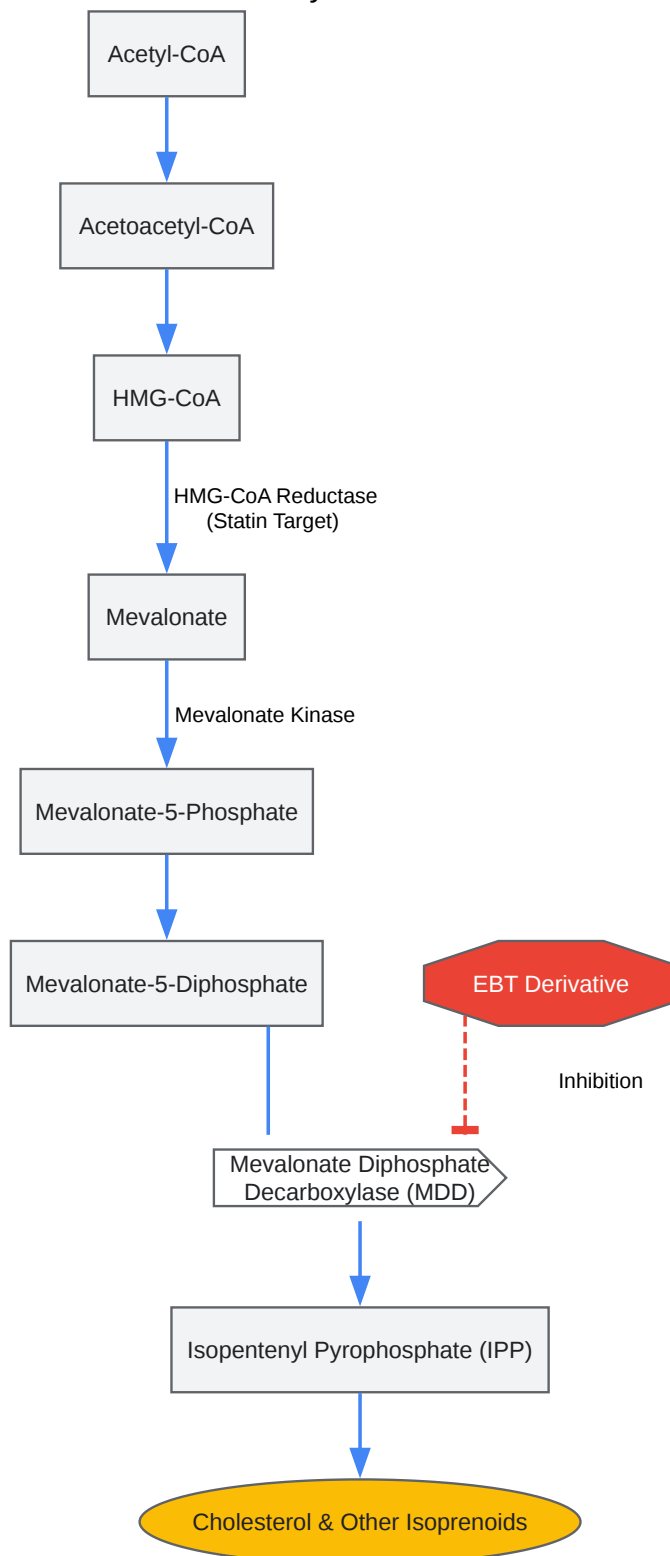 Acetyl-CoA
Acetoacetyl-CoA
HMG-CoA
HMG-CoA Reductase
(Statin Target)
Mevalonate
Mevalonate Kinase
Mevalonate-5-Phosphate
Mevalonate-5-Diphosphate
EBT Derivative
Inhibition
Mevalonate Diphosphate
Decarboxylase (MDD)
Isopentenyl Pyrophosphate (IPP)
Cholesterol & Other Isoprenoids